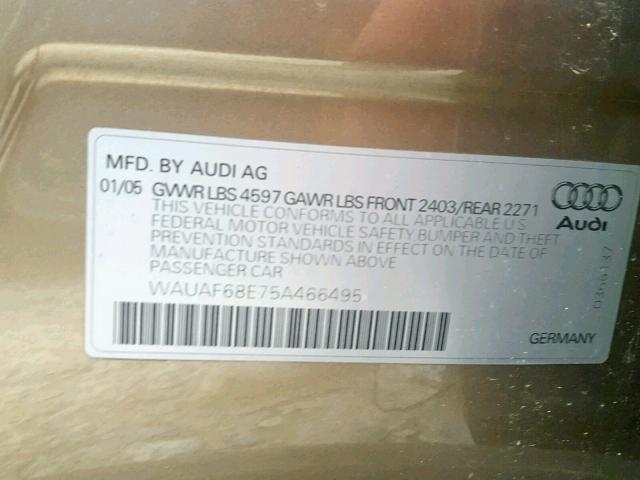 MFD. BY AUDI AG
01/05 GVWR LBS 4597 GAWR LBS FRONT 2403/REAR 2271
THIS VEHICLE CONFORMS TO ALL APPLICABLE U S
FEDERAL MOTOR VEHICLE SAFETY, BUMPER AND THEFT
PREVENTION STANDARDS IN EFFECT ON THE DATE OF
MANUFACTURE SHOWN ABOVE
PASSENGER CAR
WAUAF68E75A466495
Audi
0366137
GERMANY